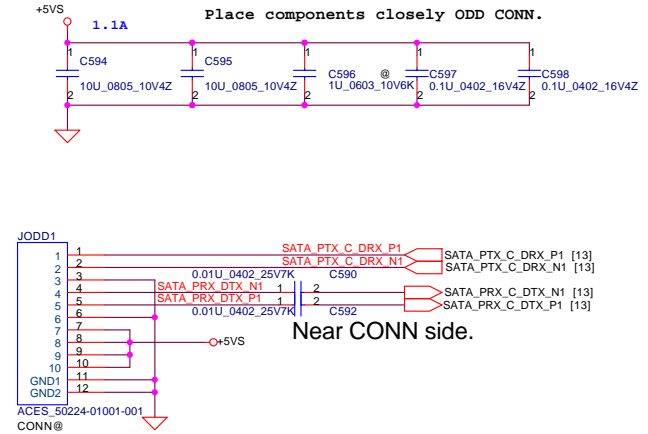 +5VS
1.1A
Place components closely ODD CONN.
1 1 1 1 1
C594 C595 C596 @ C597 C598
10U_0805_10V4Z 10U_0805_10V4Z 1U_0603_10V6K 0.1U_0402_16V4Z 0.1U_0402_16V4Z
2 2 2 2 2
JODD1
1 1 SATA_PTX_C_DRX_P1 SATA_PTX_C_DRX_P1 [13]
2 2 SATA_PTX_C_DRX_N1 SATA_PTX_C_DRX_N1 [13]
3 3 0.01U_0402_25V7K C590
4 4 SATA_PRX_DTX_N1 1 2 SATA_PRX_C_DTX_N1 [13]
5 5 SATA_PRX_DTX_P1 1 2 SATA_PRX_C_DTX_P1 [13]
6 6 0.01U_0402_25V7K C592
7 7 Near CONN side.
8 8 +5VS
9 9
10 10
GND1 11
GND2 12
ACES_50224-01001-001
CONN@